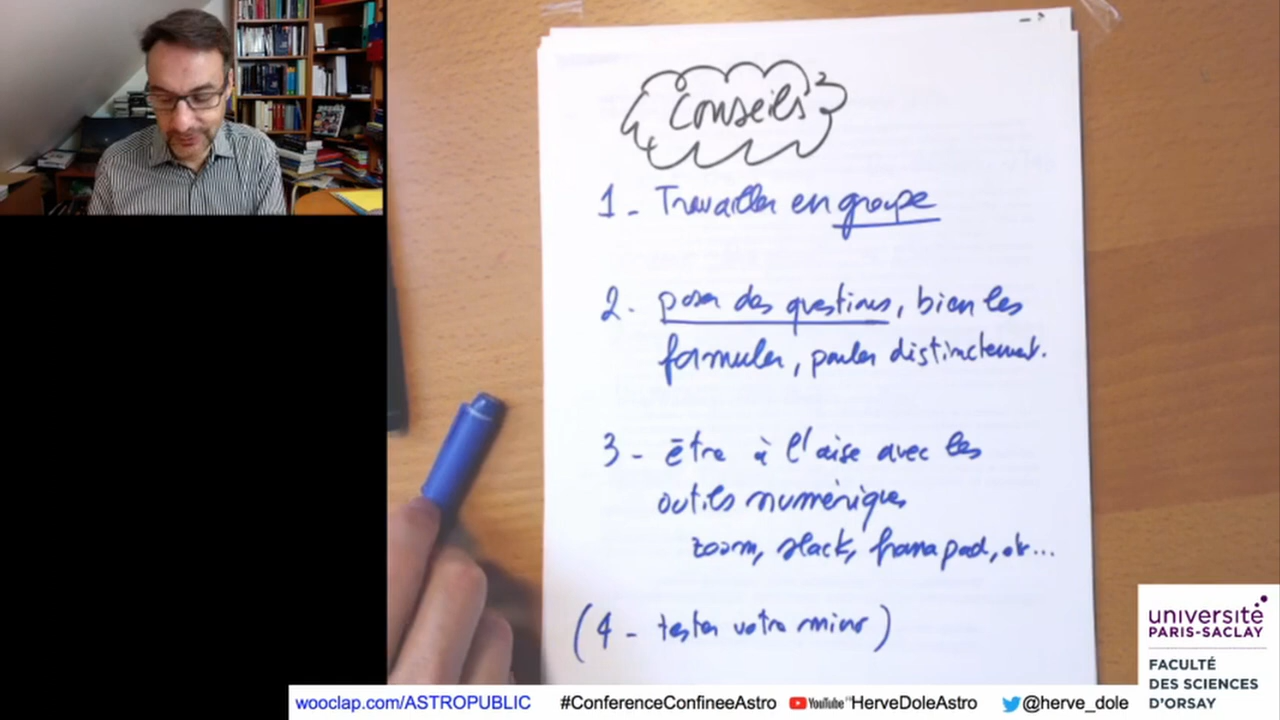 Conseils
1 - Travailler en groupe
2. poser des questions, bien les
formuler, parler distinctement.
3 - être à l'aise avec les
outils numériques
zoom, slack, framapad, etc...
(4 - tester votre micro)
université
PARIS-SACLAY
FACULTÉ
DES SCIENCES
D'ORSAY
wooclap.com/ASTROPUBLIC #ConferenceConfineeAstro YouTube HerveDoleAstro @herve_dole